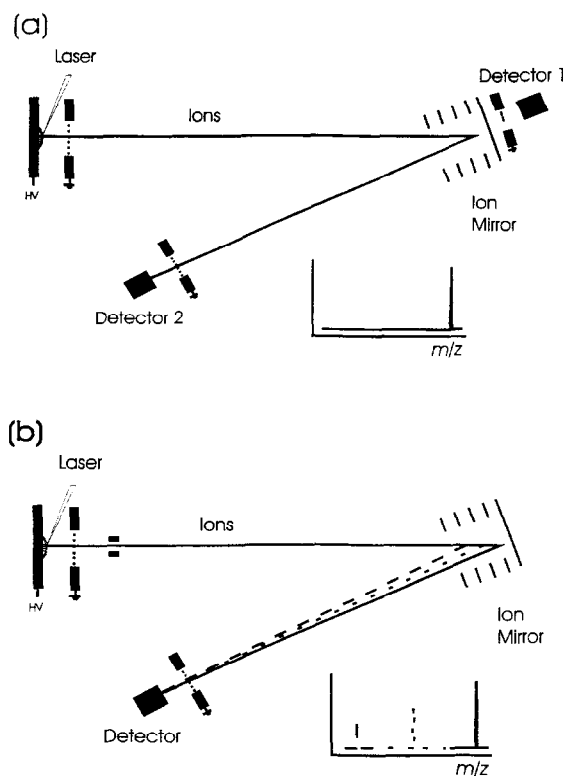 (a)
Laser
Detector 1
Ions
HV
Ion
Mirror
Detector 2
m/z
(b)
Laser
Ions
HV
Ion
Mirror
Detector
m/z